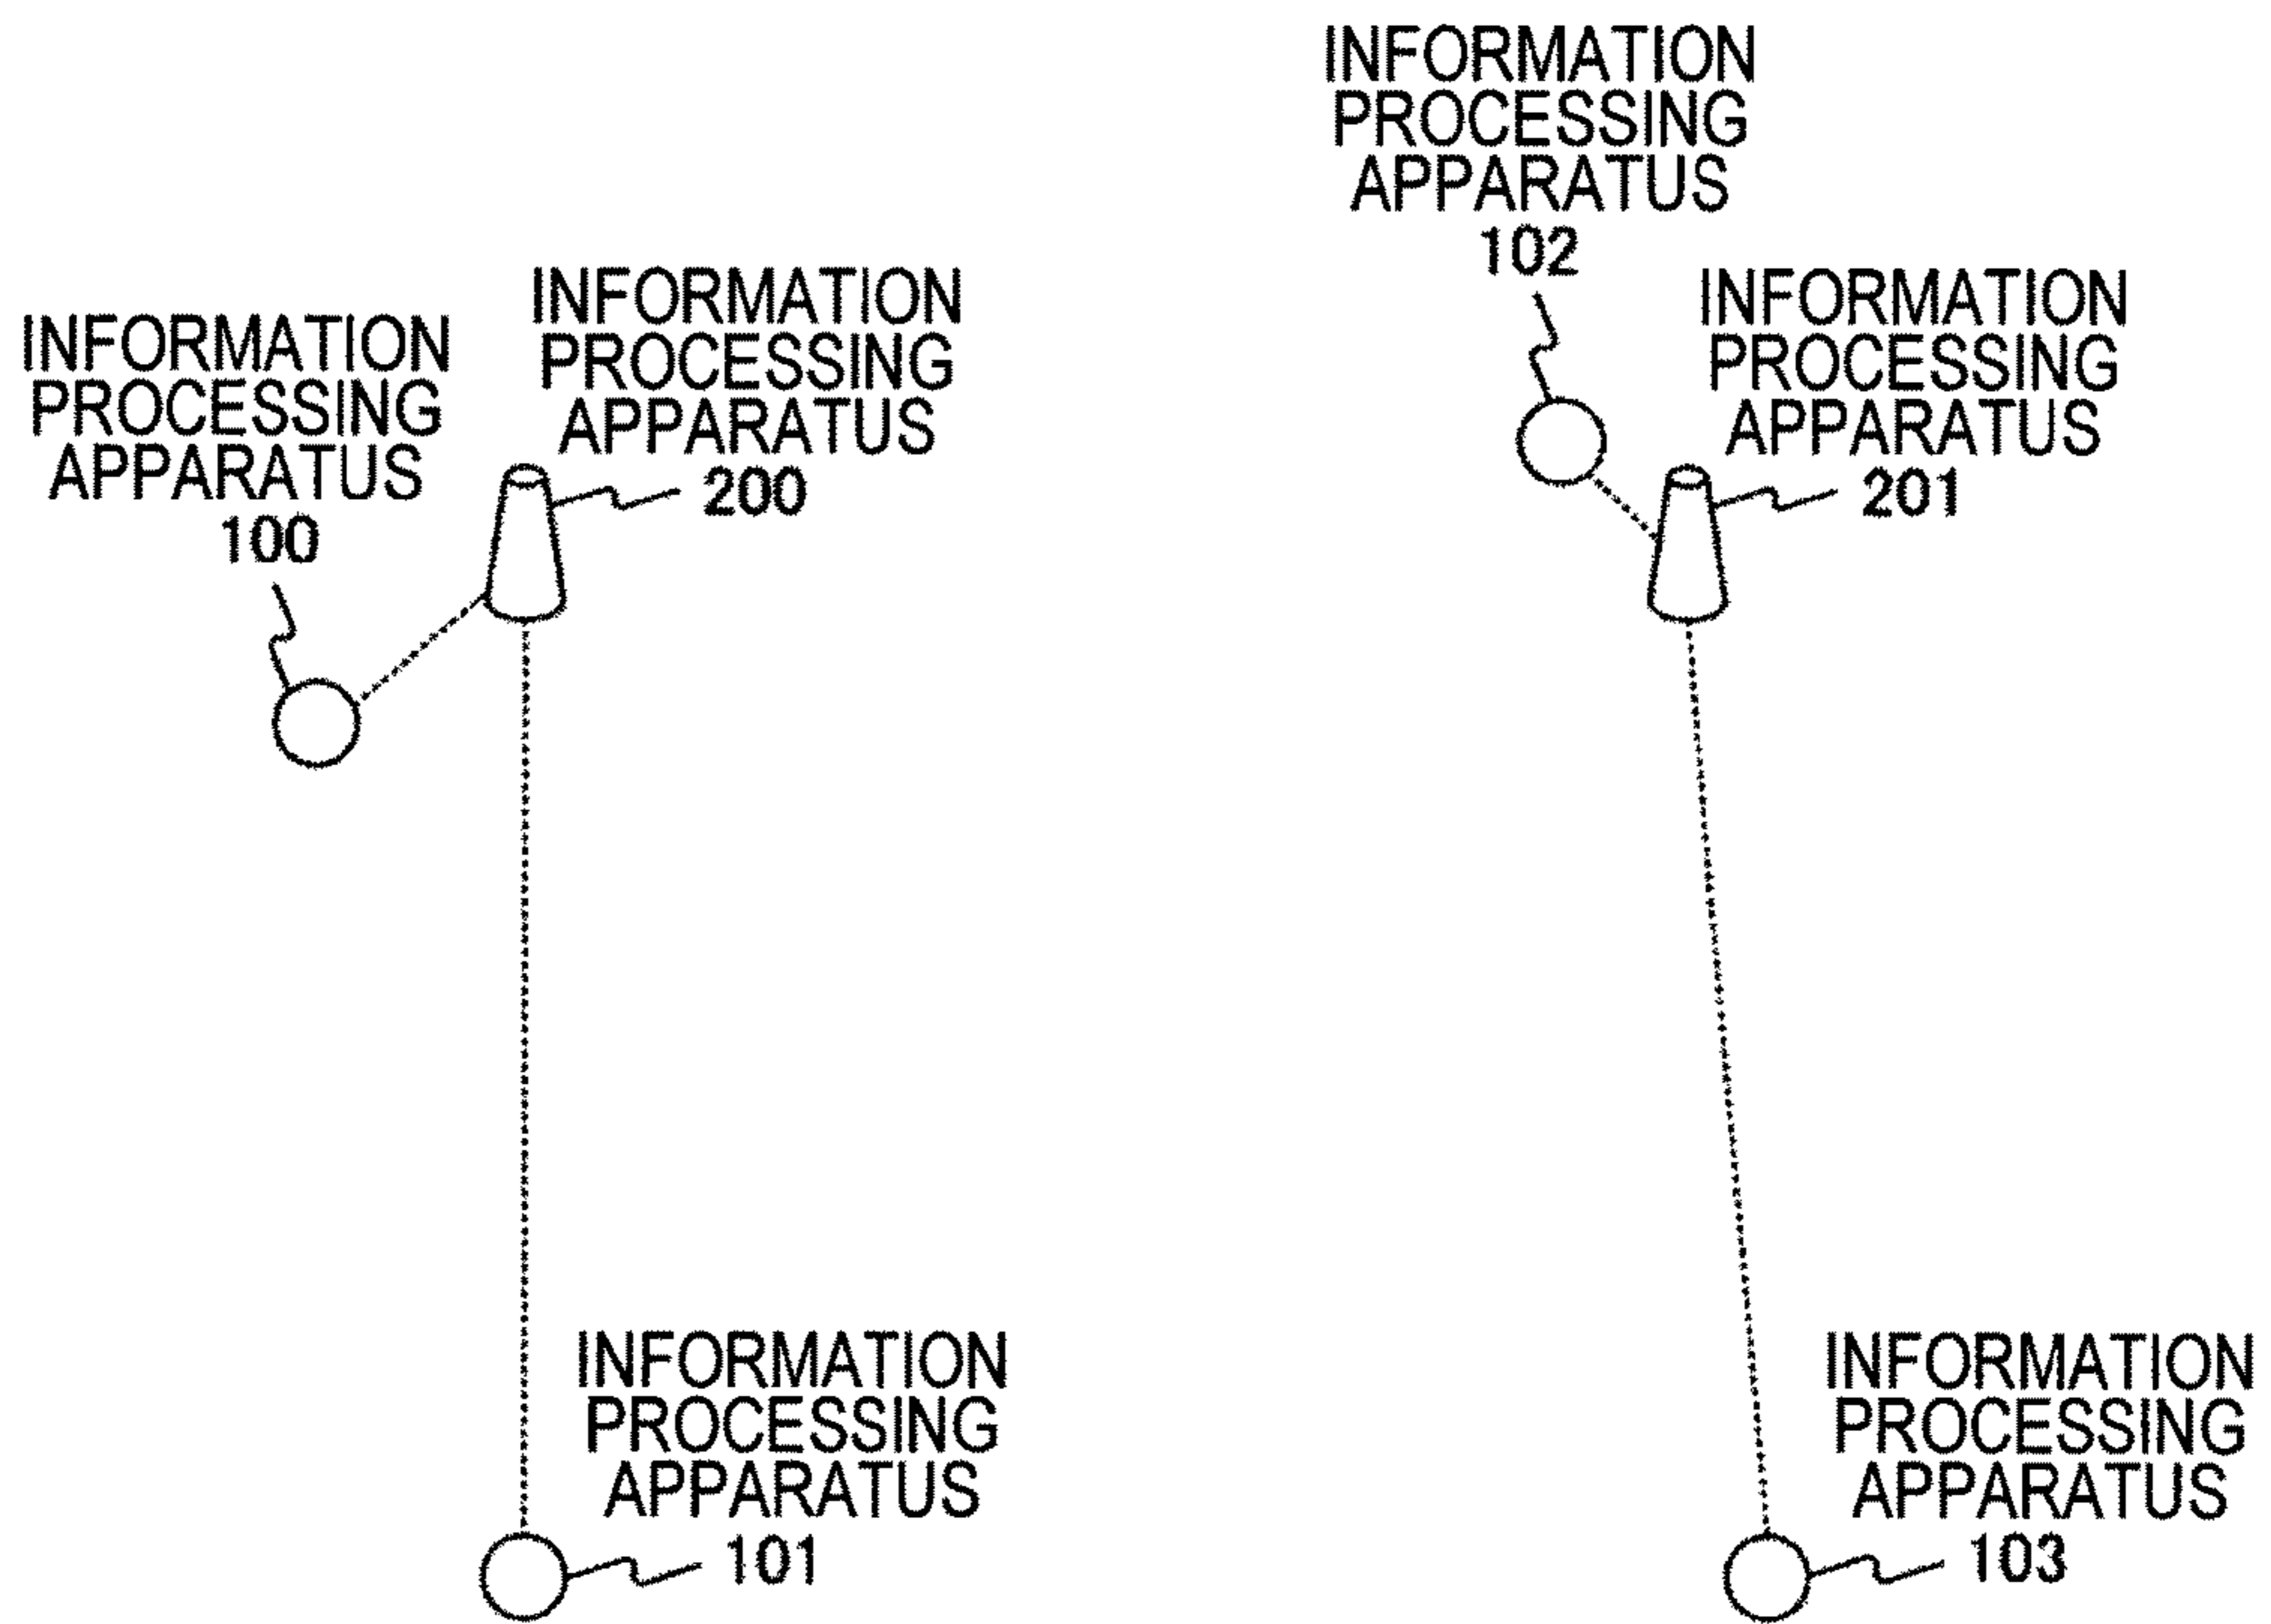 INFORMATION
PROCESSING
APPARATUS
100
INFORMATION
PROCESSING
APPARATUS
200
INFORMATION
PROCESSING
APPARATUS
101
INFORMATION
PROCESSING
APPARATUS
102
INFORMATION
PROCESSING
APPARATUS
201
INFORMATION
PROCESSING
APPARATUS
103